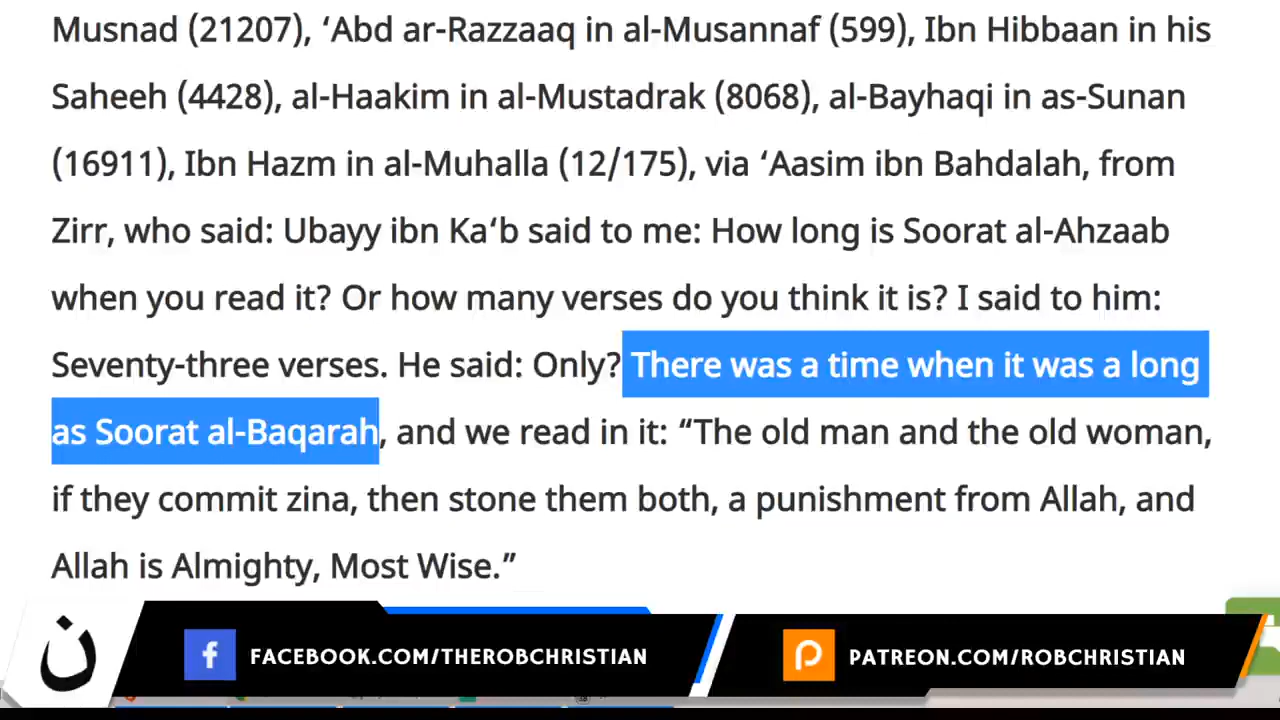 Musnad (21207), ‘Abd ar-Razzaaq in al-Musannaf (599), Ibn Hibbaan in his
Saheeh (4428), al-Haakim in al-Mustadrak (8068), al-Bayhaqi in as-Sunan
(16911), Ibn Hazm in al-Muhalla (12/175), via ‘Aasim ibn Bahdalah, from
Zirr, who said: Ubayy ibn Ka‘b said to me: How long is Soorat al-Ahzaab
when you read it? Or how many verses do you think it is? I said to him:
Seventy-three verses. He said: Only? There was a time when it was a long
as Soorat al-Baqarah, and we read in it: “The old man and the old woman,
if they commit zina, then stone them both, a punishment from Allah, and
Allah is Almighty, Most Wise.”
ن
FACEBOOK.COM/THEROBCHRISTIAN
PATREON.COM/ROBCHRISTIAN